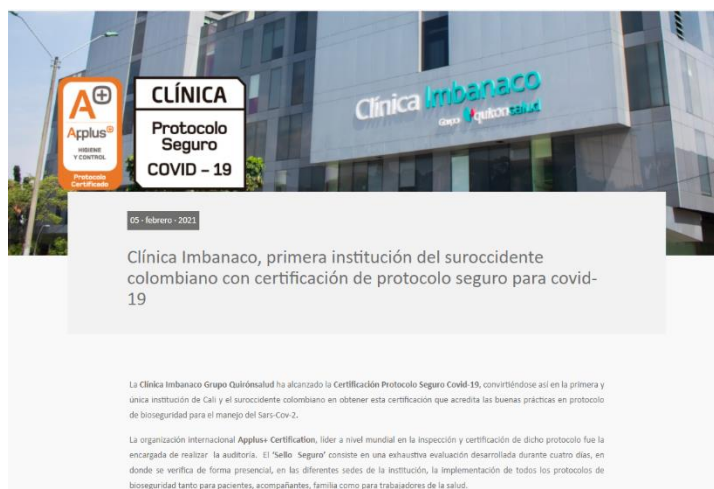 Clínica Imbanaco
Grupo quirónsalud
A+
Applus+
HIGIENE
Y CONTROL
Protocolo
Certificado
CLÍNICA
Protocolo
Seguro
COVID – 19
05 - febrero - 2021
Clínica Imbanaco, primera institución del suroccidente
colombiano con certificación de protocolo seguro para covid-
19
La Clínica Imbanaco Grupo Quirónsalud ha alcanzado la Certificación Protocolo Seguro Covid-19, convirtiéndose así en la primera y
única institución de Cali y el suroccidente colombiano en obtener esta certificación que acredita las buenas prácticas en protocolo
de bioseguridad para el manejo del Sars-Cov-2.
La organización internacional Applus+ Certification, líder a nivel mundial en la inspección y certificación de dicho protocolo fue la
encargada de realizar la auditoria. El ‘Sello Seguro’ consiste en una exhaustiva evaluación desarrollada durante cuatro días, en
donde se verifica de forma presencial, en las diferentes sedes de la institución, la implementación de todos los protocolos de
bioseguridad tanto para pacientes, acompañantes, familia como para trabajadores de la salud.